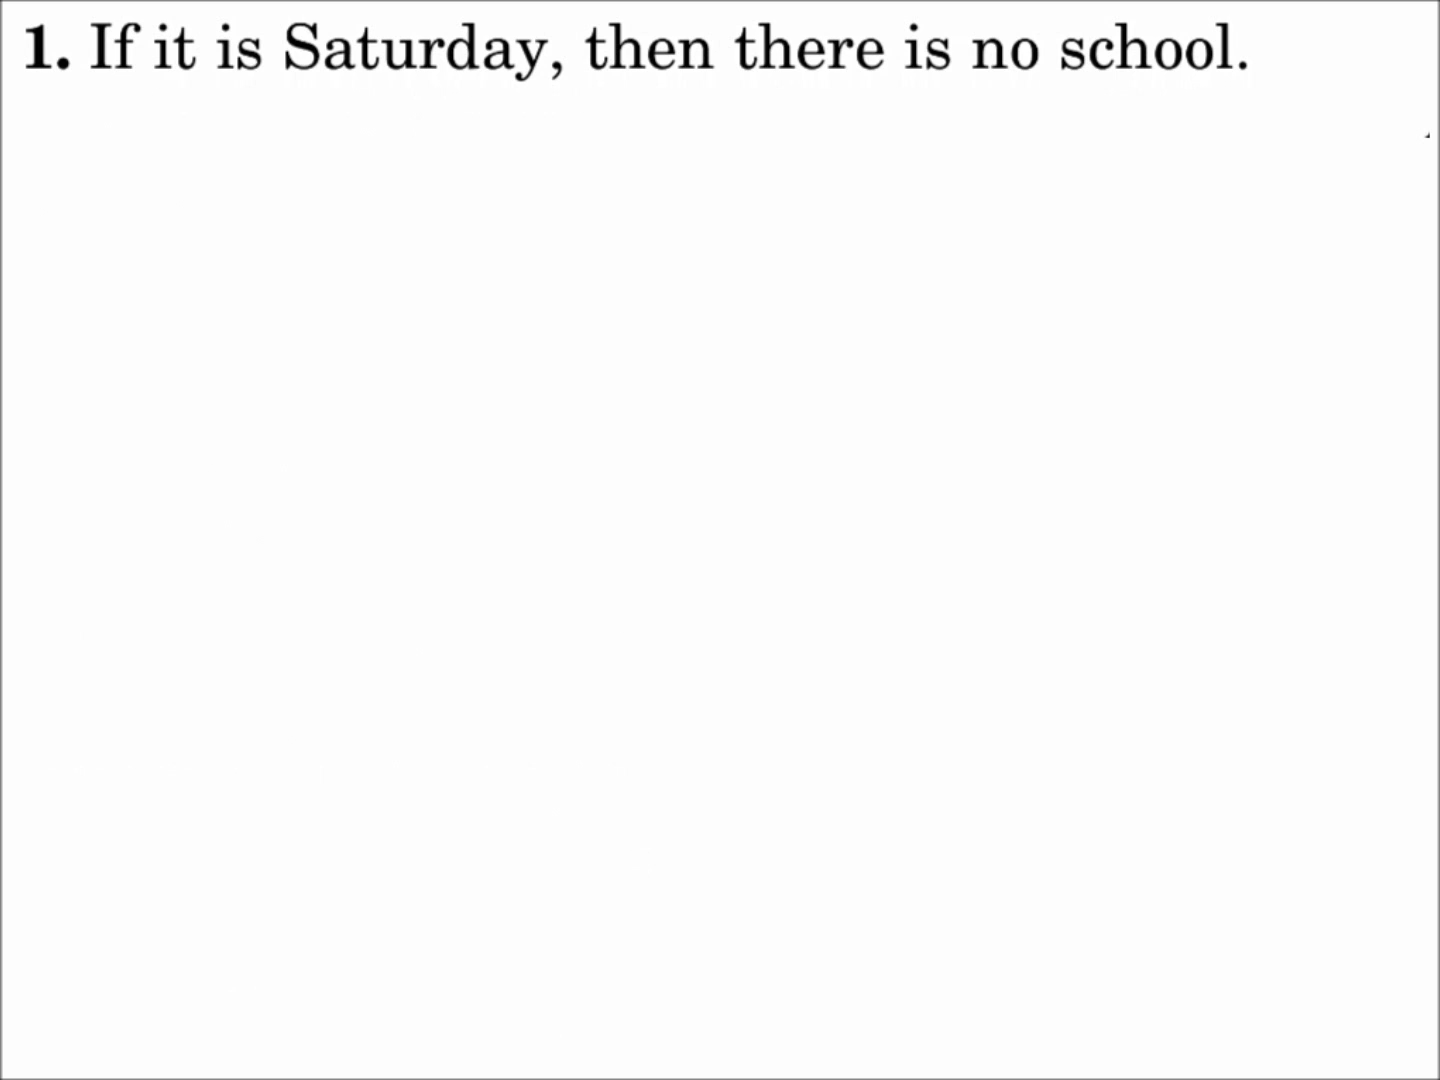 1. If it is Saturday, then there is no school.